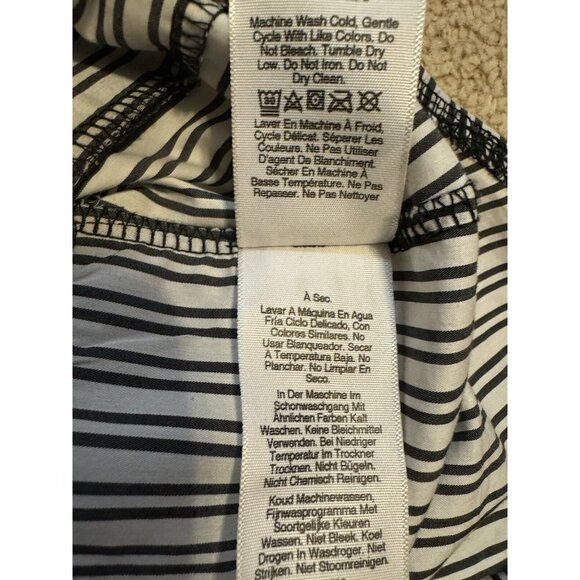 Machine Wash Cold, Gentle
Cycle With Like Colors, Do
Not Bleach. Tumble Dry
Low. Do Not Iron. Do Not
Dry Clean.
30
Laver En Machine À Froid,
Cycle Délicat. Séparer Les
Couleurs. Ne Pas Utiliser
D'agent De Blanchiment.
Sécher En Machine À
Basse Température. Ne Pas
Repasser. Ne Pas Nettoyer
À Sec.
Lavar A Máquina En Agua
Fría Ciclo Delicado, Con
Colores Similares. No
Usar Blanqueador. Secar
A Temperatura Baja. No
Planchar. No Limpiar En
Seco.
In Der Maschine Im
Schonwaschgang Mit
Ähnlichen Farben Kalt
Waschen. Keine Bleichmittel
Verwenden. Bei Niedriger
Temperatur Im Trockner
Trocknen. Nicht Bügeln.
Nicht Chemisch Reinigen.
Koud Machinewassen,
Fijnwasprogramma Met
Soortgelijke Kleuren
Wassen. Niet Bleek. Koel
Drogen In Wasdroger. Niet
Strijken. Niet Stoomreinigen.